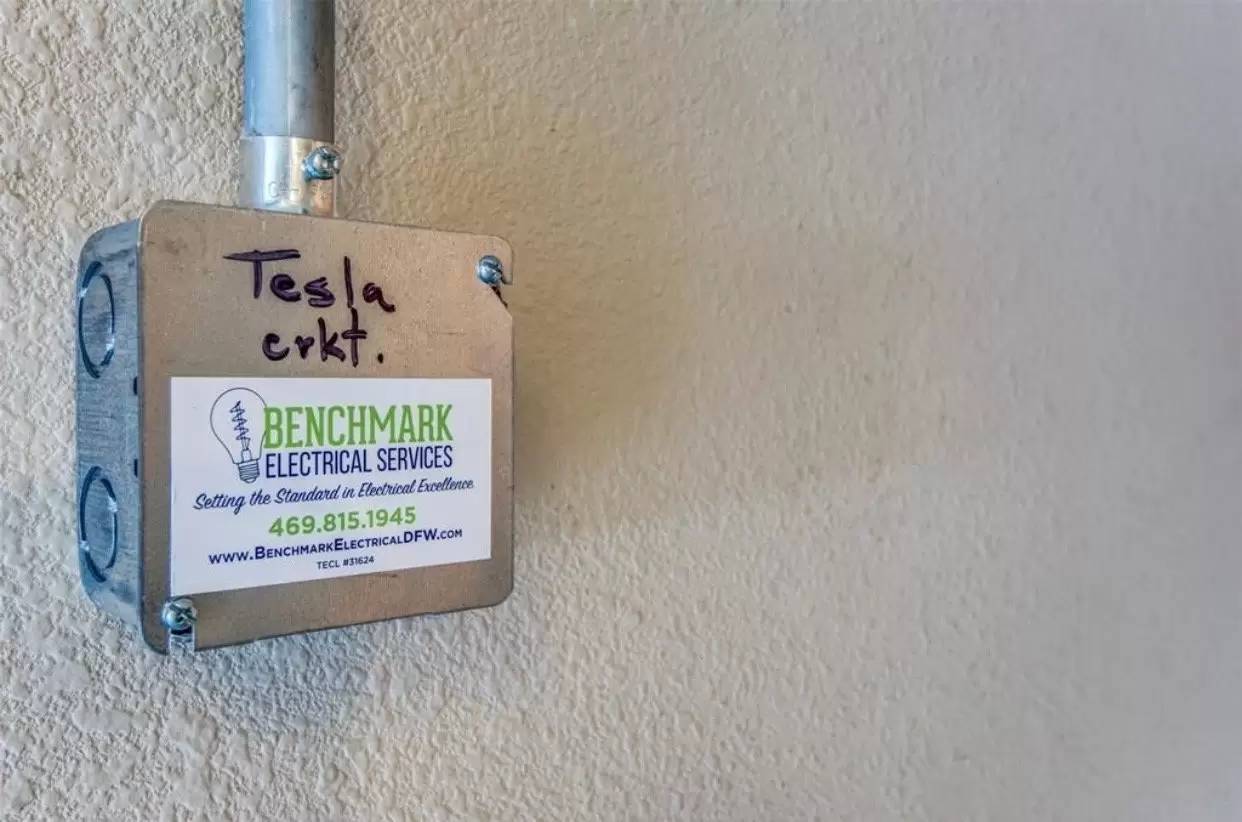 Tesla
crkt.
BENCHMARK
ELECTRICAL SERVICES
Setting the Standard in Electrical Excellence
469.815.1945
WWW.BENCHMARKELECTRICALDFW.COM
TECL #31624